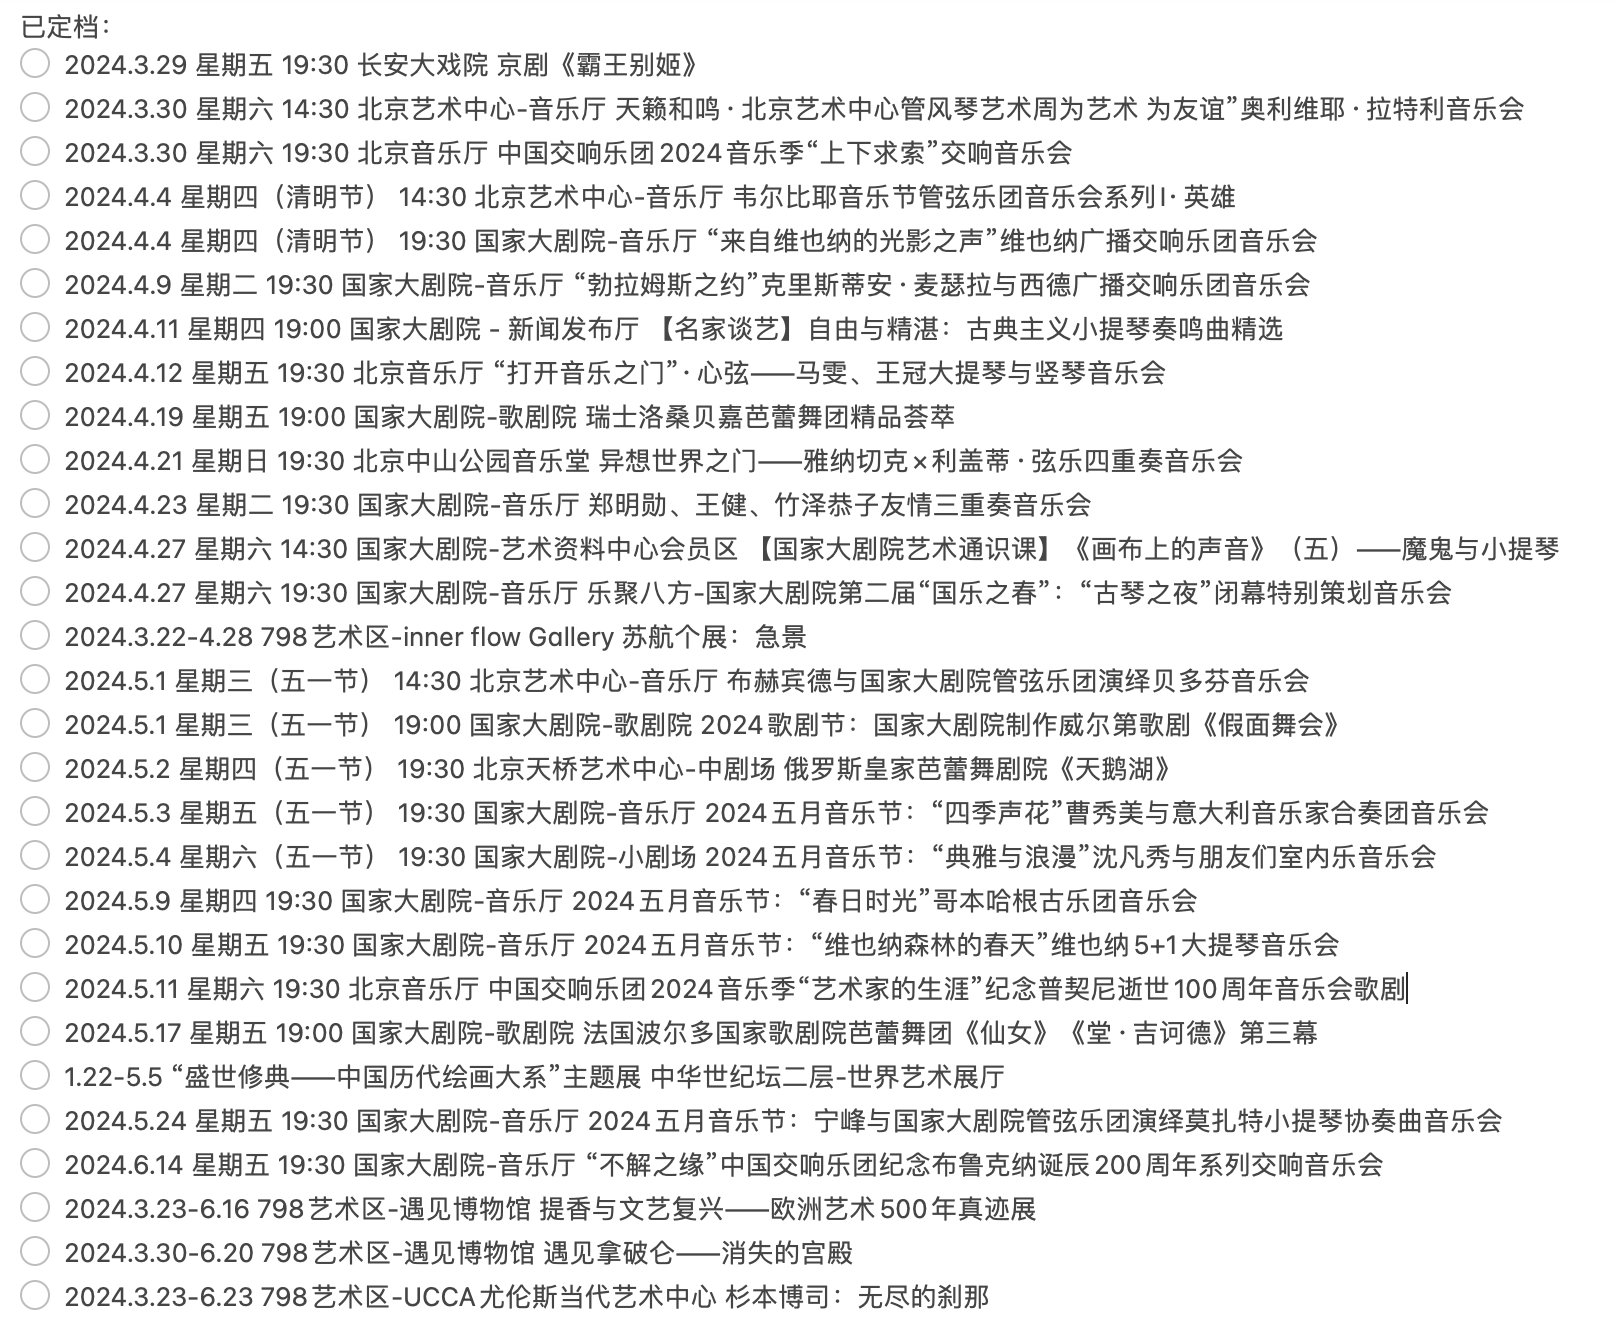 已定档：
2024.3.29 星期五 19:30 长安大戏院 京剧《霸王别姬》
2024.3.30 星期六 14:30 北京艺术中心-音乐厅 天籁和鸣 · 北京艺术中心管风琴艺术周为艺术 为友谊”奥利维耶 · 拉特利音乐会
2024.3.30 星期六 19:30 北京音乐厅 中国交响乐团2024音乐季“上下求索”交响音乐会
2024.4.4 星期四（清明节） 14:30 北京艺术中心-音乐厅 韦尔比耶音乐节管弦乐团音乐会系列I· 英雄
2024.4.4 星期四（清明节） 19:30 国家大剧院-音乐厅 “来自维也纳的光影之声”维也纳广播交响乐团音乐会
2024.4.9 星期二 19:30 国家大剧院-音乐厅 “勃拉姆斯之约”克里斯蒂安 · 麦瑟拉与西德广播交响乐团音乐会
2024.4.11 星期四 19:00 国家大剧院 - 新闻发布厅 【名家谈艺】自由与精湛：古典主义小提琴奏鸣曲精选
2024.4.12 星期五 19:30 北京音乐厅 “打开音乐之门” · 心弦——马雯、王冠大提琴与竖琴音乐会
2024.4.19 星期五 19:00 国家大剧院-歌剧院 瑞士洛桑贝嘉芭蕾舞团精品荟萃
2024.4.21 星期日 19:30 北京中山公园音乐堂 异想世界之门——雅纳切克×利盖蒂 · 弦乐四重奏音乐会
2024.4.23 星期二 19:30 国家大剧院-音乐厅 郑明勋、王健、竹泽恭子友情三重奏音乐会
2024.4.27 星期六 14:30 国家大剧院-艺术资料中心会员区 【国家大剧院艺术通识课】《画布上的声音》（五）——魔鬼与小提琴
2024.4.27 星期六 19:30 国家大剧院-音乐厅 乐聚八方-国家大剧院第二届“国乐之春”：“古琴之夜”闭幕特别策划音乐会
2024.3.22-4.28 798艺术区-inner flow Gallery 苏航个展：急景
2024.5.1 星期三（五一节） 14:30 北京艺术中心-音乐厅 布赫宾德与国家大剧院管弦乐团演绎贝多芬音乐会
2024.5.1 星期三（五一节） 19:00 国家大剧院-歌剧院 2024歌剧节：国家大剧院制作威尔第歌剧《假面舞会》
2024.5.2 星期四（五一节） 19:30 北京天桥艺术中心-中剧场 俄罗斯皇家芭蕾舞剧院《天鹅湖》
2024.5.3 星期五（五一节） 19:30 国家大剧院-音乐厅 2024五月音乐节：“四季声花”曹秀美与意大利音乐家合奏团音乐会
2024.5.4 星期六（五一节） 19:30 国家大剧院-小剧场 2024五月音乐节：“典雅与浪漫”沈凡秀与朋友们室内乐音乐会
2024.5.9 星期四 19:30 国家大剧院-音乐厅 2024五月音乐节：“春日时光”哥本哈根古乐团音乐会
2024.5.10 星期五 19:30 国家大剧院-音乐厅 2024五月音乐节：“维也纳森林的春天”维也纳5+1大提琴音乐会
2024.5.11 星期六 19:30 北京音乐厅 中国交响乐团2024音乐季“艺术家的生涯”纪念普契尼逝世100周年音乐会歌剧
2024.5.17 星期五 19:00 国家大剧院-歌剧院 法国波尔多国家歌剧院芭蕾舞团《仙女》《堂 · 吉诃德》第三幕
1.22-5.5 “盛世修典——中国历代绘画大系”主题展 中华世纪坛二层-世界艺术展厅
2024.5.24 星期五 19:30 国家大剧院-音乐厅 2024五月音乐节：宁峰与国家大剧院管弦乐团演绎莫扎特小提琴协奏曲音乐会
2024.6.14 星期五 19:30 国家大剧院-音乐厅 “不解之缘”中国交响乐团纪念布鲁克纳诞辰200周年系列交响音乐会
2024.3.23-6.16 798艺术区-遇见博物馆 提香与文艺复兴——欧洲艺术500年真迹展
2024.3.30-6.20 798艺术区-遇见博物馆 遇见拿破仑——消失的宫殿
2024.3.23-6.23 798艺术区-UCCA尤伦斯当代艺术中心 杉本博司：无尽的刹那